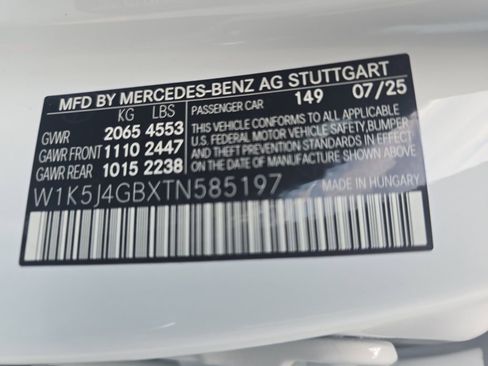 MFD BY MERCEDES-BENZ AG STUTTGART
KG LBS PASSENGER CAR 149 07/25
GVWR 2065 4553
GAWR FRONT 1110 2447
GAWR REAR 1015 2238
THIS VEHICLE CONFORMS TO ALL APPLICABLE
U.S. FEDERAL MOTOR VEHICLE SAFETY,BUMPER
AND THEFT PREVENTION STANDARDS IN
EFFECT ON THE DATE OF MANUFACTURE
SHOWN ABOVE.
W1K5J4GBXTN585197
MADE IN HUNGARY